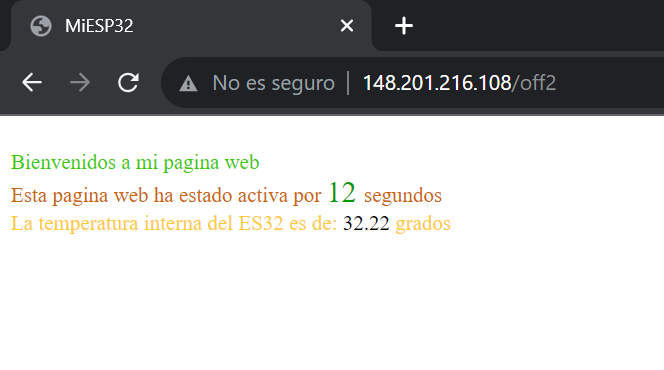 MiESP32
No es seguro 148.201.216.108/off2
Bienvenidos a mi pagina web
Esta pagina web ha estado activa por 12 segundos
La temperatura interna del ES32 es de: 32.22 grados